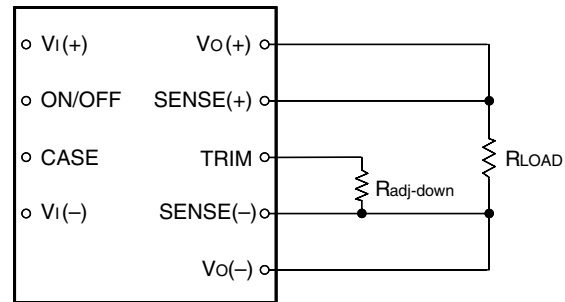 VI(+) VO(+)
ON/OFF SENSE(+)
CASE TRIM RLOAD
Radj-down
VI(–) SENSE(–)
VO(–)